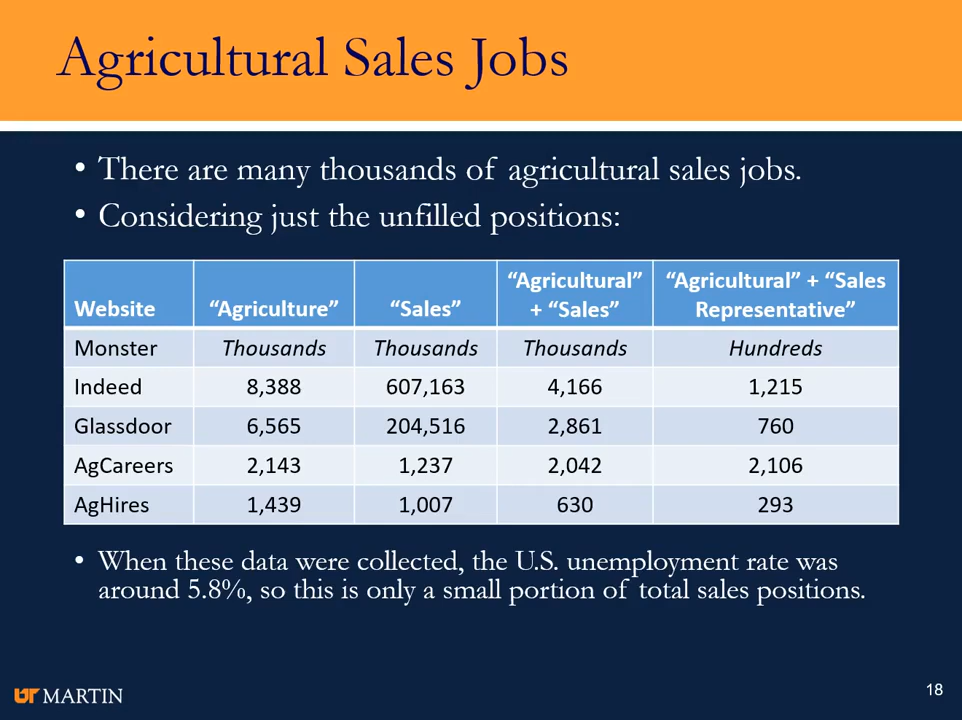 Agricultural Sales Jobs
• There are many thousands of agricultural sales jobs.
• Considering just the unfilled positions:
Website “Agriculture” “Sales” “Agricultural” + “Sales” “Agricultural” + “Sales Representative”
Monster Thousands Thousands Thousands Hundreds
Indeed 8,388 607,163 4,166 1,215
Glassdoor 6,565 204,516 2,861 760
AgCareers 2,143 1,237 2,042 2,106
AgHires 1,439 1,007 630 293
• When these data were collected, the U.S. unemployment rate was
around 5.8%, so this is only a small portion of total sales positions.
UT MARTIN
18